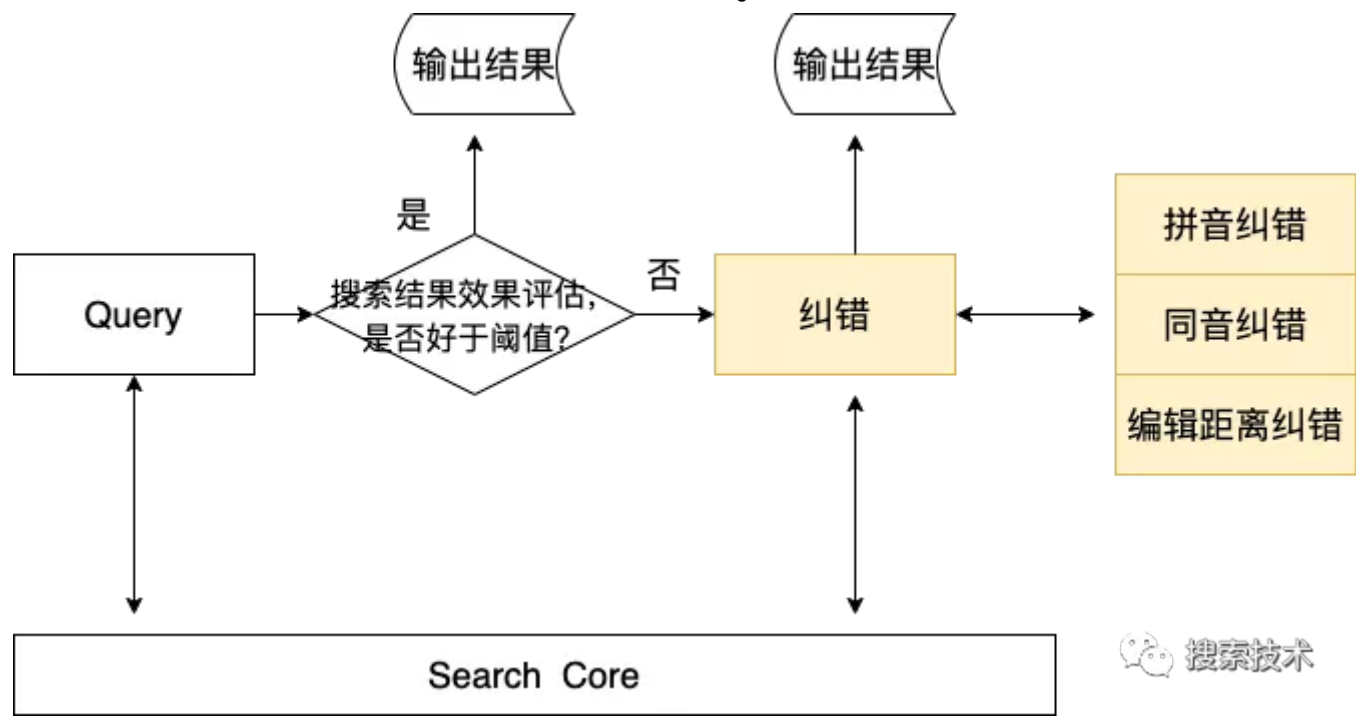 输出结果
输出结果
是
拼音纠错
否
Query
搜索结果效果评估,
是否好于阈值?
纠错
同音纠错
编辑距离纠错
Search Core
搜索技术